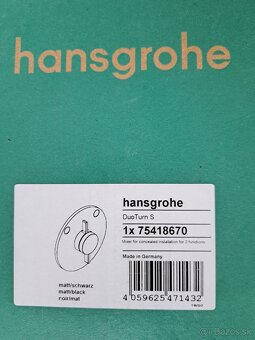 hansgrohe
hansgrohe
DuoTurn S
1x 75418670
Mixer for concealed installation for 2 functions
Made in Germany
matt/schwarz
matt/black
noir/mat
4 059625 471432